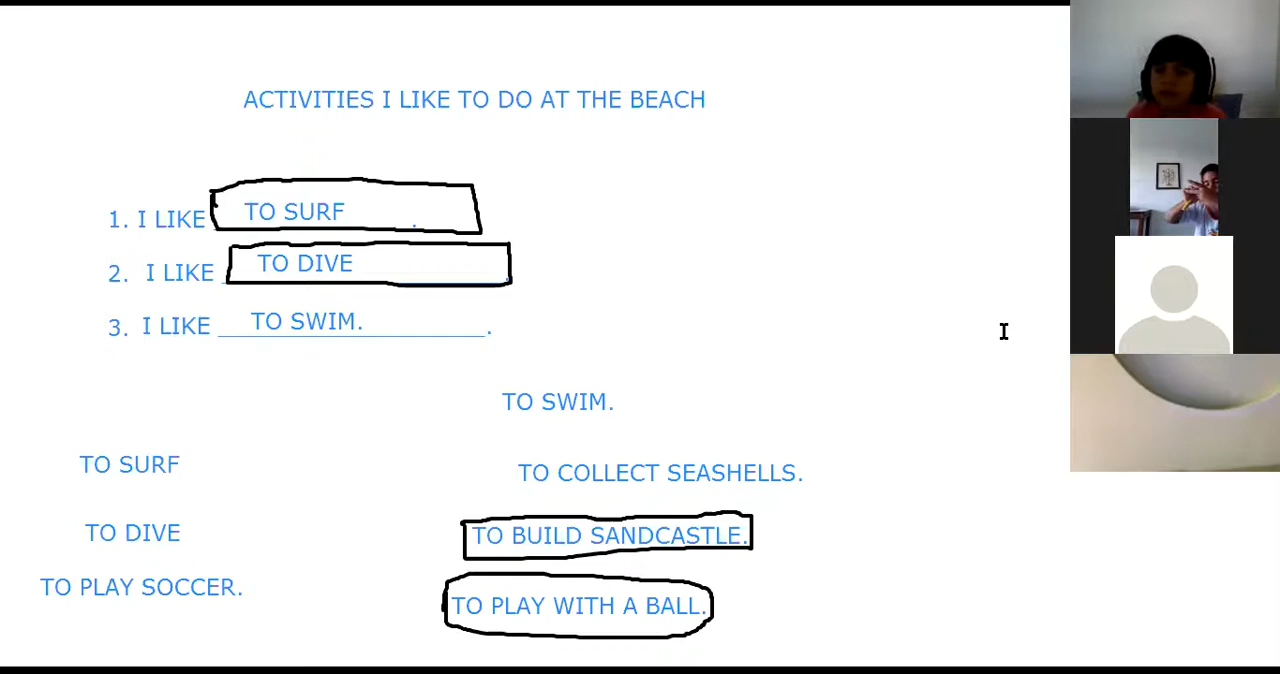 ACTIVITIES I LIKE TO DO AT THE BEACH
1. I LIKE TO SURF .
2. I LIKE TO DIVE
3. I LIKE TO SWIM. .
TO SWIM.
TO SURF
TO COLLECT SEASHELLS.
TO DIVE
TO BUILD SANDCASTLE.
TO PLAY SOCCER.
TO PLAY WITH A BALL.